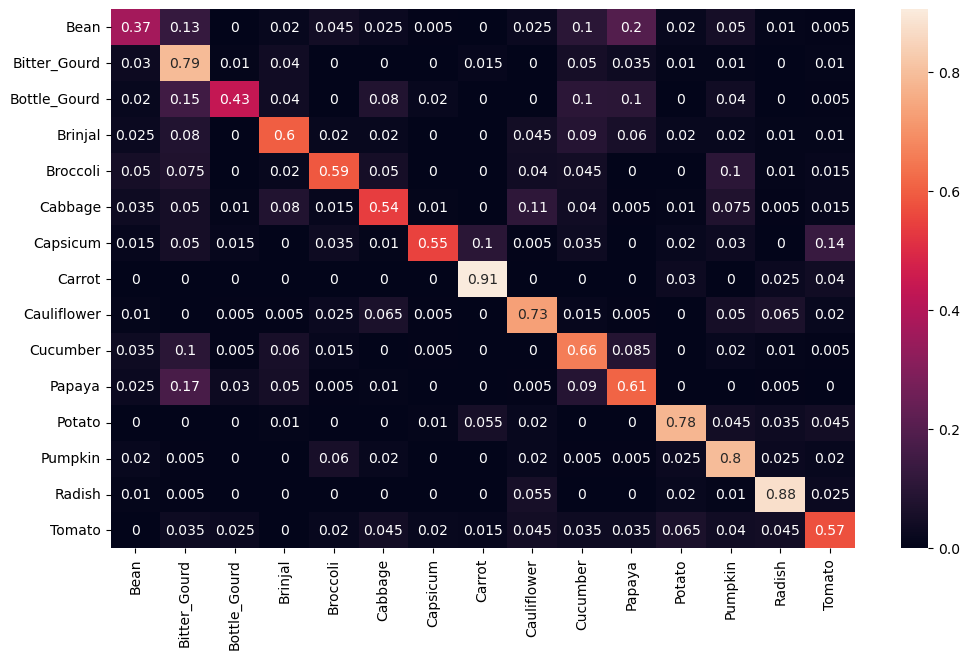 Bean 0.37 0.13 0 0.02 0.045 0.025 0.005 0 0.025 0.1 0.2 0 0.05 0.01 0.005
Bitter_Gourd 0.03 0.79 0.01 0.04 0 0 0 0.015 0 0.05 0.035 0.01 0.01 0 0.01
Bottle_Gourd 0.02 0.15 0.43 0.04 0 0.08 0.02 0 0 0.1 0.1 0 0.04 0 0.005
Brinjal 0.025 0.08 0 0.6 0.02 0.02 0 0 0.045 0.09 0.06 0.02 0.02 0.01 0.01
Broccoli 0.05 0.075 0 0.02 0.59 0.05 0 0 0.04 0.045 0 0 0.1 0.01 0.015
Cabbage 0.035 0.05 0.01 0.08 0.015 0.54 0.01 0 0.11 0.04 0.005 0.01 0.075 0.005 0.015
Capsicum 0.015 0.05 0.015 0 0.035 0.01 0.55 0.1 0.005 0.035 0 0.02 0.03 0 0.14
Carrot 0 0 0 0 0 0 0 0.91 0 0 0 0.03 0 0.025 0.04
Cauliflower 0.01 0 0.005 0.005 0.025 0.065 0.005 0 0.73 0.015 0.005 0 0.05 0.065 0.02
Cucumber 0.035 0.1 0.005 0.06 0.015 0 0.005 0 0 0.66 0.085 0 0.02 0.01 0.005
Papaya 0.025 0.17 0.03 0.05 0.005 0.01 0 0 0.005 0.09 0.61 0 0 0.005 0
Potato 0 0 0 0.01 0 0 0.01 0.055 0.02 0 0 0.78 0.045 0.035 0.045
Pumpkin 0.02 0.005 0 0 0.06 0.02 0 0 0.02 0.005 0.005 0.025 0.8 0.025 0.02
Radish 0.01 0.005 0 0 0 0 0 0 0.055 0 0 0.02 0.01 0.88 0.025
Tomato 0 0.035 0.025 0 0.02 0.045 0.02 0.015 0.045 0.035 0.035 0.065 0.04 0.045 0.57
Bean Bitter_Gourd Bottle_Gourd Brinjal Broccoli Cabbage Capsicum Carrot Cauliflower Cucumber Papaya Potato Pumpkin Radish Tomato
0.8
0.6
0.4
0.2
0.0